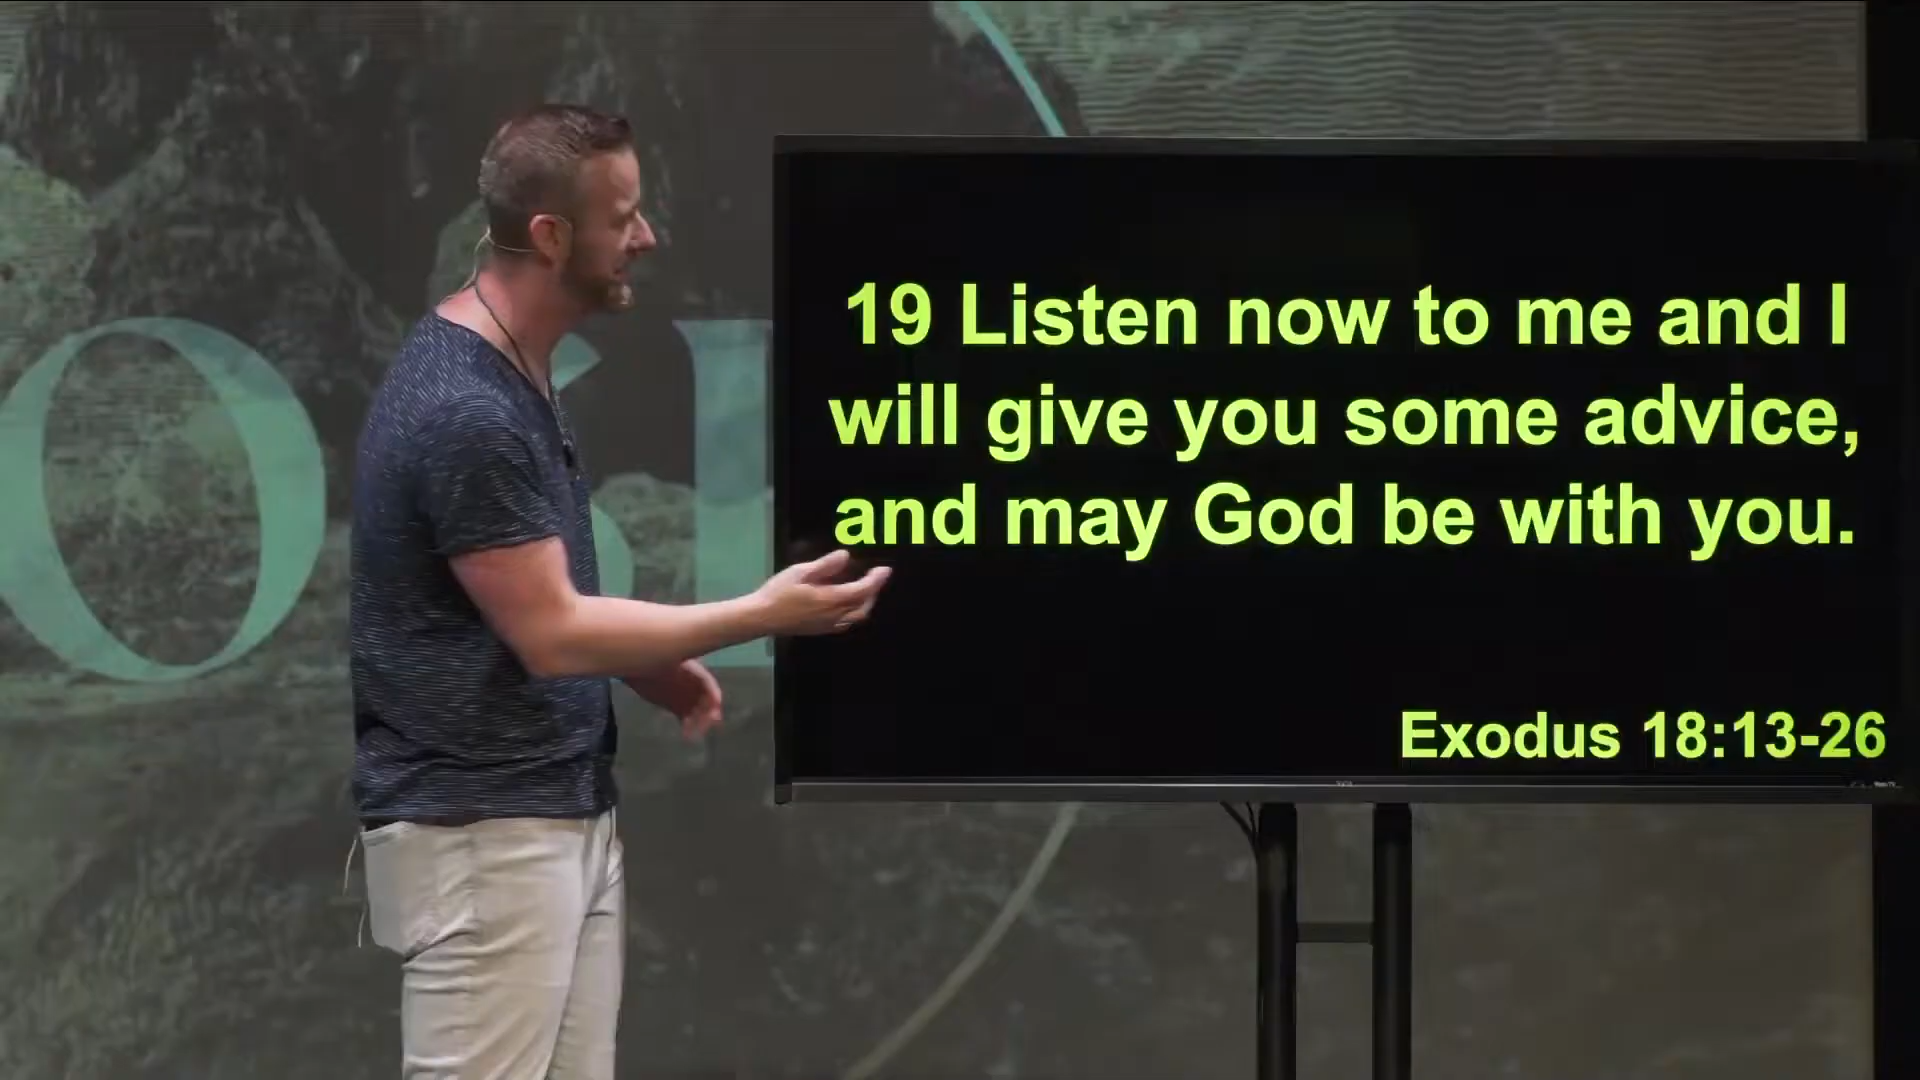 19 Listen now to me and I
will give you some advice,
and may God be with you.
Exodus 18:13-26